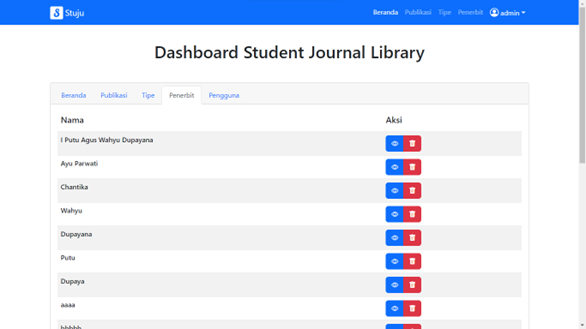 Stuju
Beranda Publikasi Tipe Penerbit admin
Dashboard Student Journal Library
Beranda Publikasi Tipe Penerbit Pengguna
Nama Aksi
I Putu Agus Wahyu Dupayana
Ayu Parwati
Chantika
Wahyu
Dupayana
Putu
Dupaya
aaaa